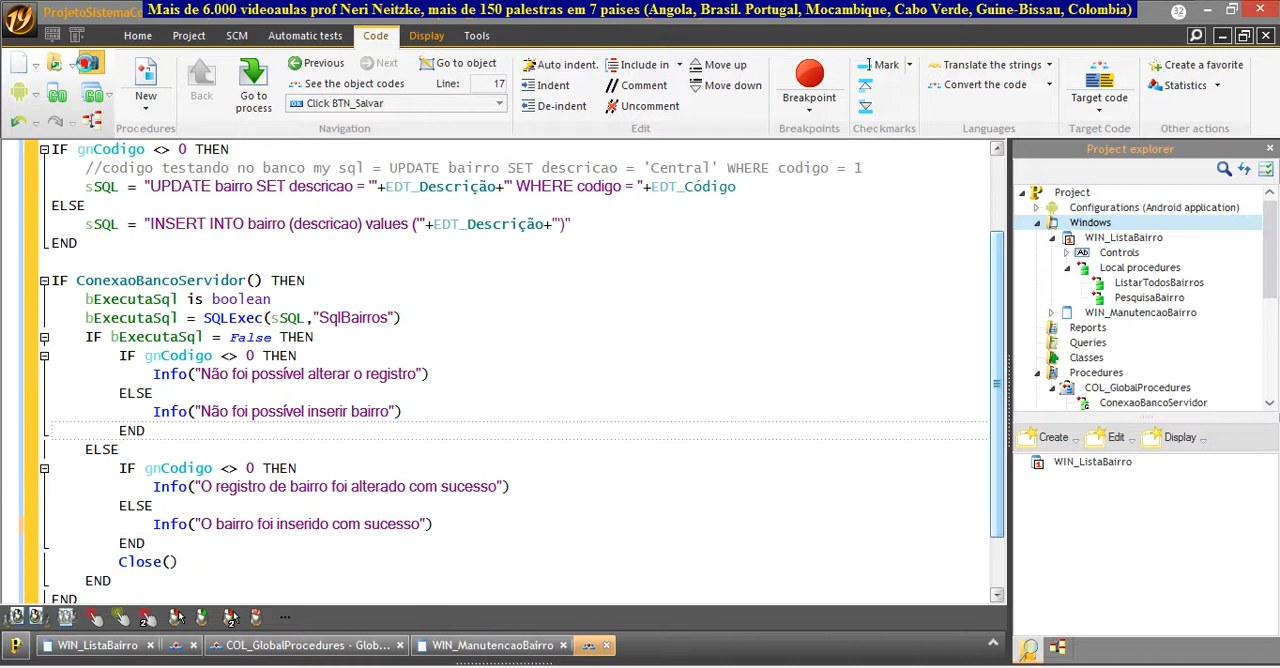 ProjetoSistemaCo
Mais de 6.000 videoaulas prof Neri Neitzke, mais de 150 palestras em 7 paises (Angola, Brasil. Portugal, Mocambique, Cabo Verde, Guine-Bissau, Colombia)
32
Home Project SCM Automatic tests Code Display Tools
New
Procedures
Back
Go to process
Previous Next Go to object
See the object codes Line: 17
Click BTN_Salvar
Navigation
Auto indent. Include in Move up
Indent // Comment Move down
De-indent Uncomment
Edit
Breakpoint
Breakpoints
Mark
Checkmarks
Translate the strings
Convert the code
Languages
Target code
Target Code
Create a favorite
Statistics
Other actions
IF gnCodigo <> 0 THEN
//codigo testando no banco my sql = UPDATE bairro SET descricao = 'Central' WHERE codigo = 1
sSQL = "UPDATE bairro SET descricao = '"+EDT_Descrição+"' WHERE codigo = "+EDT_Código
ELSE
sSQL = "INSERT INTO bairro (descricao) values ('"+EDT_Descrição+"')"
END
IF ConexaoBancoServidor() THEN
bExecutaSql is boolean
bExecutaSql = SQLExec(sSQL,"SqlBairros")
IF bExecutaSql = False THEN
IF gnCodigo <> 0 THEN
Info("Não foi possível alterar o registro")
ELSE
Info("Não foi possível inserir bairro")
END
ELSE
IF gnCodigo <> 0 THEN
Info("O registro de bairro foi alterado com sucesso")
ELSE
Info("O bairro foi inserido com sucesso")
END
Close()
END
END
Project explorer
Project
Configurations (Android application)
Windows
WIN_ListaBairro
Controls
Local procedures
ListarTodosBairros
PesquisaBairro
WIN_ManutencaoBairro
Reports
Queries
Classes
Procedures
COL_GlobalProcedures
ConexaoBancoServidor
Create Edit Display
WIN_ListaBairro
WIN_ListaBairro COL_GlobalProcedures - Glob... WIN_ManutencaoBairro